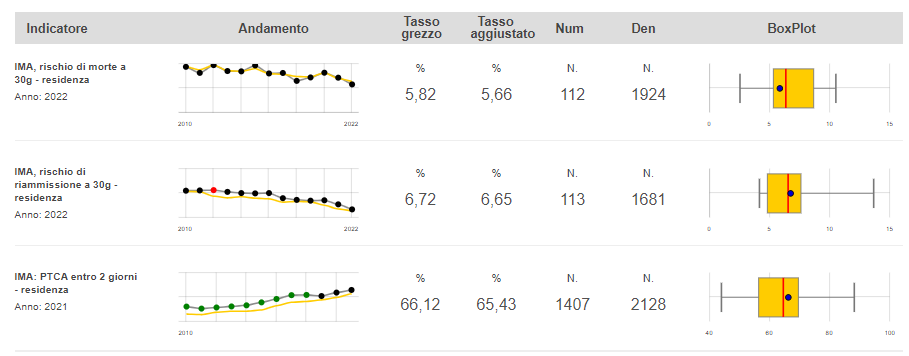 Indicatore Andamento Tasso grezzo Tasso aggiustato Num Den BoxPlot
IMA, rischio di morte a
30g - residenza
Anno: 2022
2010 2022
% % N. N.
5,82 5,66 112 1924
0 5 10 15
IMA, rischio di
riammissione a 30g -
residenza
Anno: 2022
2010 2022
% % N. N.
6,72 6,65 113 1681
0 5 10 15
IMA: PTCA entro 2 giorni
- residenza
Anno: 2021
2010
% % N. N.
66,12 65,43 1407 2128
40 60 80 100